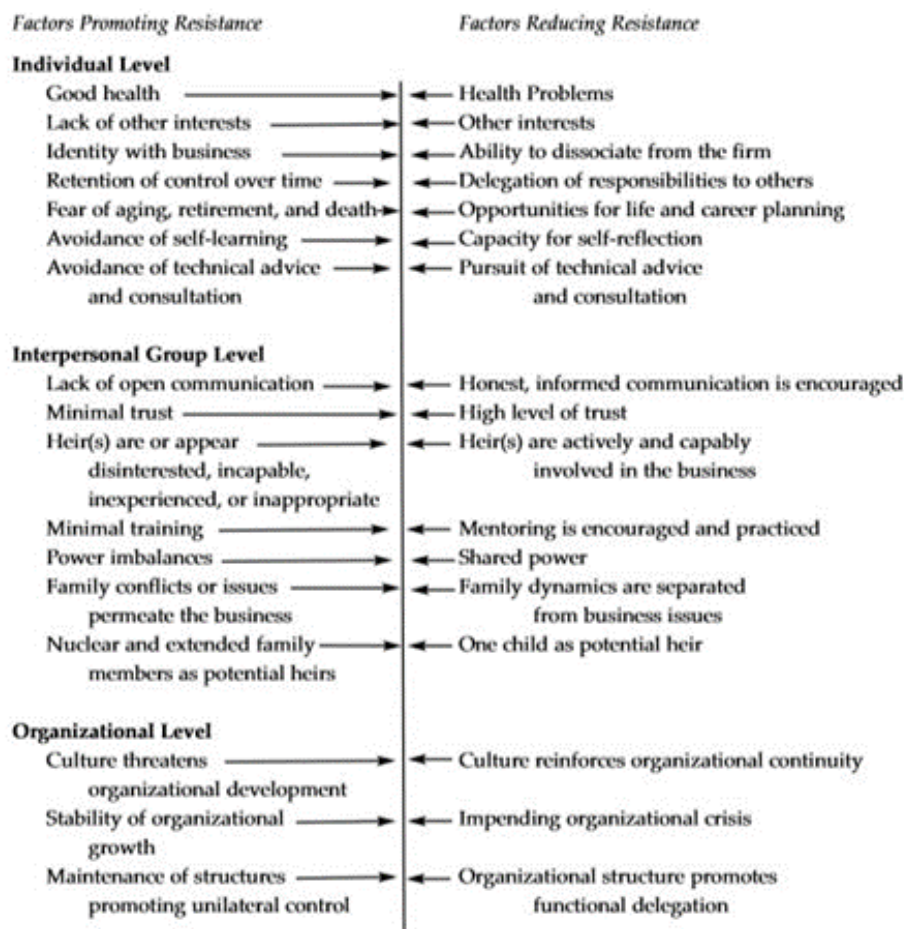 Factors Promoting Resistance
Factors Reducing Resistance
Individual Level
Good health
Health Problems
Lack of other interests
Other interests
Identity with business
Ability to dissociate from the firm
Retention of control over time
Delegation of responsibilities to others
Fear of aging, retirement, and death
Opportunities for life and career planning
Avoidance of self-learning
Capacity for self-reflection
Avoidance of technical advice
and consultation
Pursuit of technical advice
and consultation
Interpersonal Group Level
Lack of open communication
Honest, informed communication is encouraged
Minimal trust
High level of trust
Heir(s) are or appear
disinterested, incapable,
inexperienced, or inappropriate
Heir(s) are actively and capably
involved in the business
Minimal training
Mentoring is encouraged and practiced
Power imbalances
Shared power
Family conflicts or issues
permeate the business
Family dynamics are separated
from business issues
Nuclear and extended family
members as potential heirs
One child as potential heir
Organizational Level
Culture threatens
organizational development
Culture reinforces organizational continuity
Stability of organizational
growth
Impending organizational crisis
Maintenance of structures
promoting unilateral control
Organizational structure promotes
functional delegation